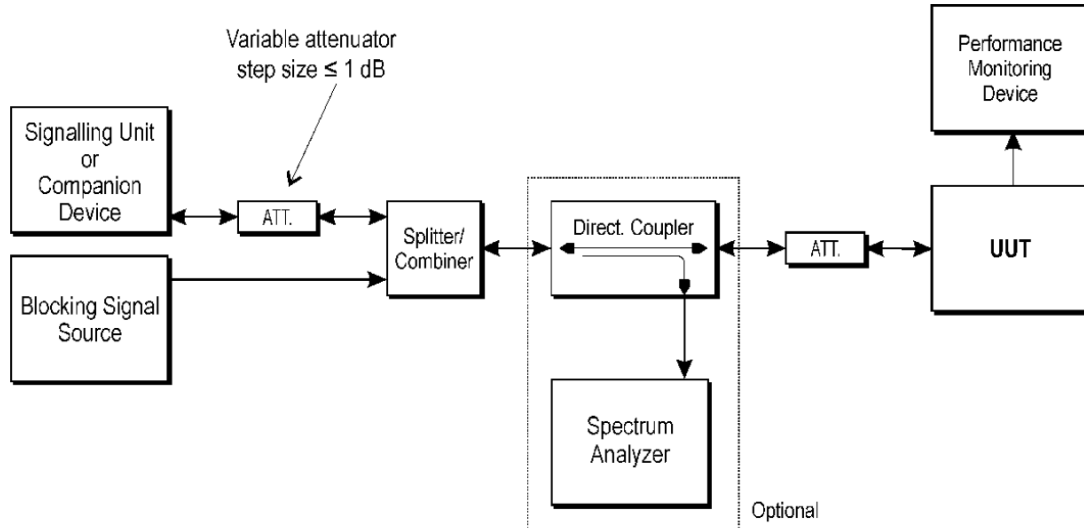 Variable attenuator
step size ≤ 1 dB
Performance
Monitoring
Device
Signalling Unit
or
Companion
Device
ATT.
Splitter/
Combiner
Direct. Coupler
ATT.
UUT
Blocking Signal
Source
Spectrum
Analyzer
Optional